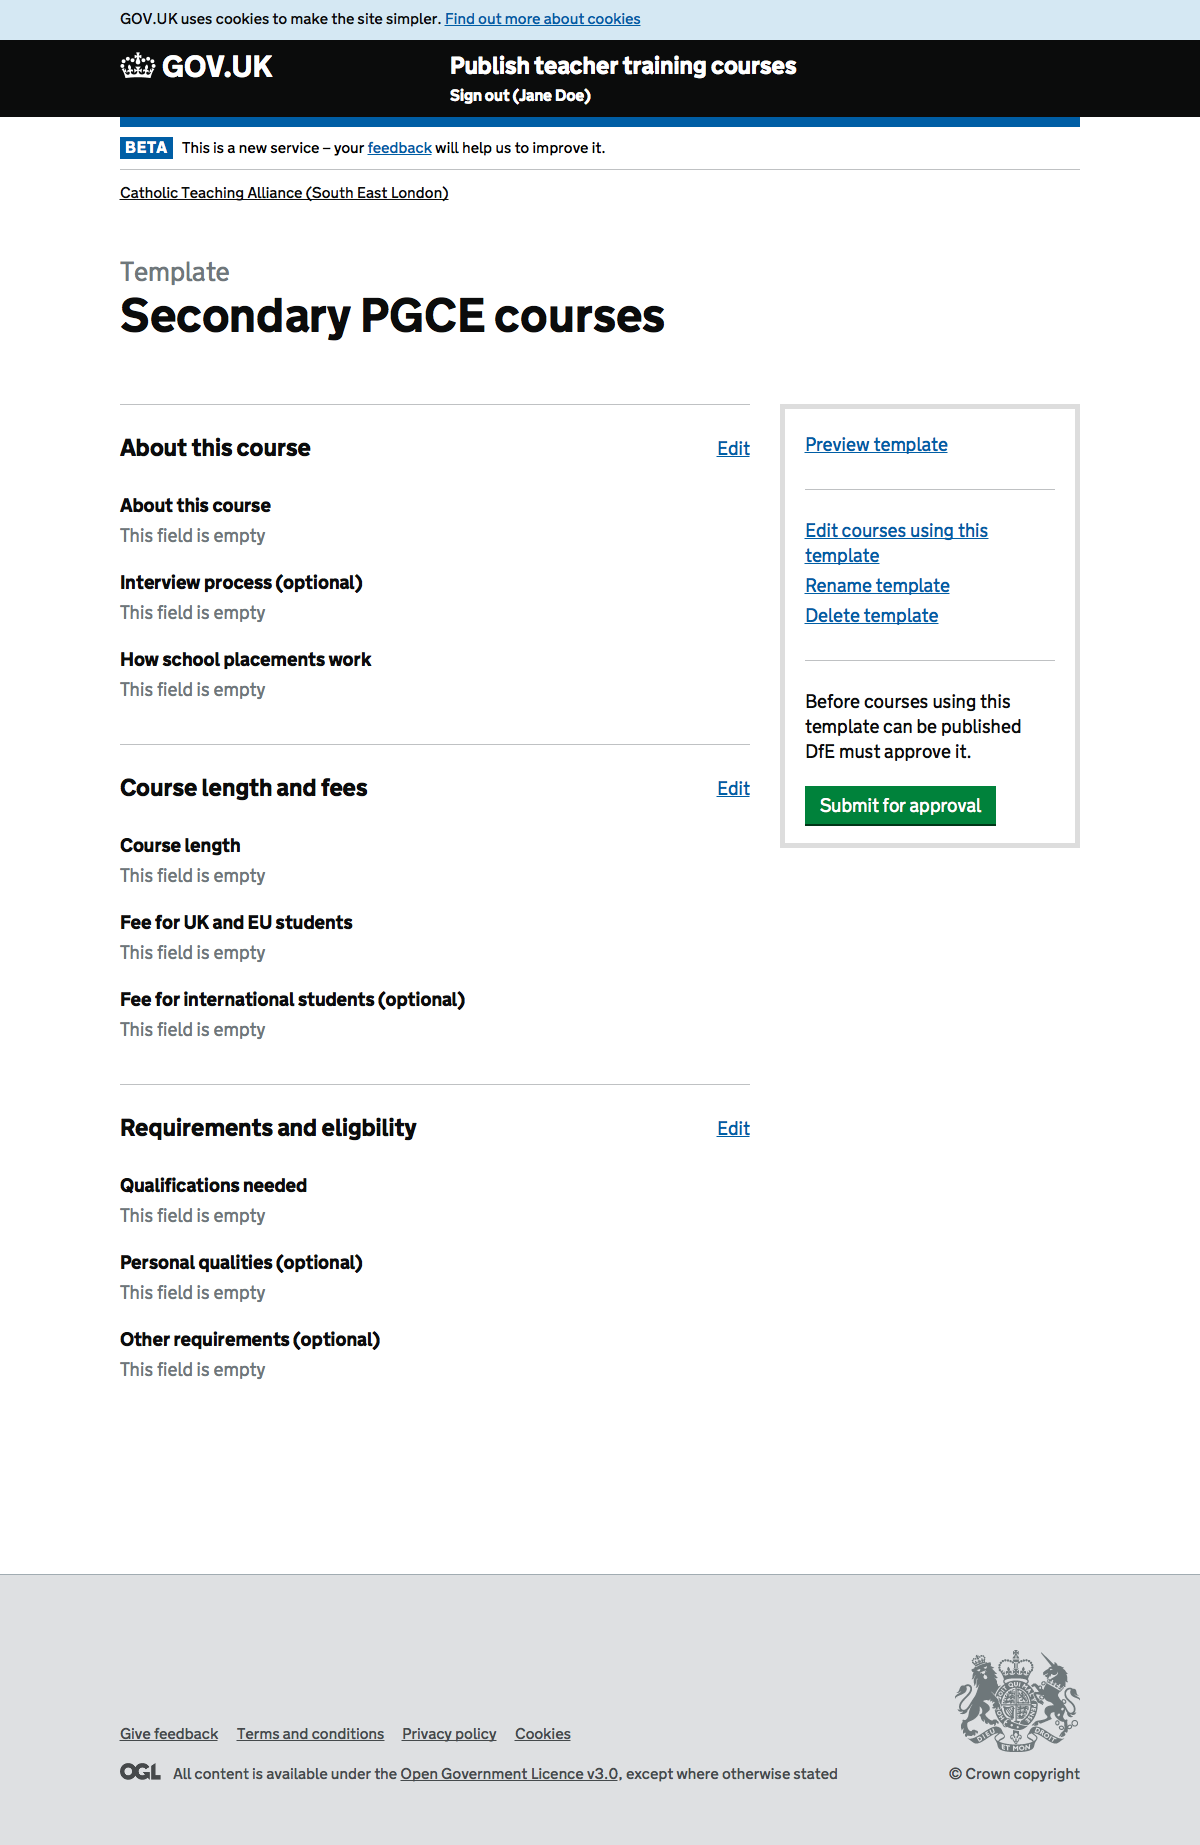 GOV.UK uses cookies to make the site simpler. Find out more about cookies
GOV.UK
Publish teacher training courses
Sign out (Jane Doe)
BETA This is a new service – your feedback will help us to improve it.
Catholic Teaching Alliance (South East London)
Template
Secondary PGCE courses
About this course
Edit
About this course
This field is empty
Interview process (optional)
This field is empty
How school placements work
This field is empty
Course length and fees
Edit
Course length
This field is empty
Fee for UK and EU students
This field is empty
Fee for international students (optional)
This field is empty
Requirements and eligbility
Edit
Qualifications needed
This field is empty
Personal qualities (optional)
This field is empty
Other requirements (optional)
This field is empty
Preview template
Edit courses using this
template
Rename template
Delete template
Before courses using this
template can be published
DfE must approve it.
Submit for approval
Give feedback Terms and conditions Privacy policy Cookies
OGL All content is available under the Open Government Licence v3.0, except where otherwise stated
DIEU ET MON DROIT
© Crown copyright